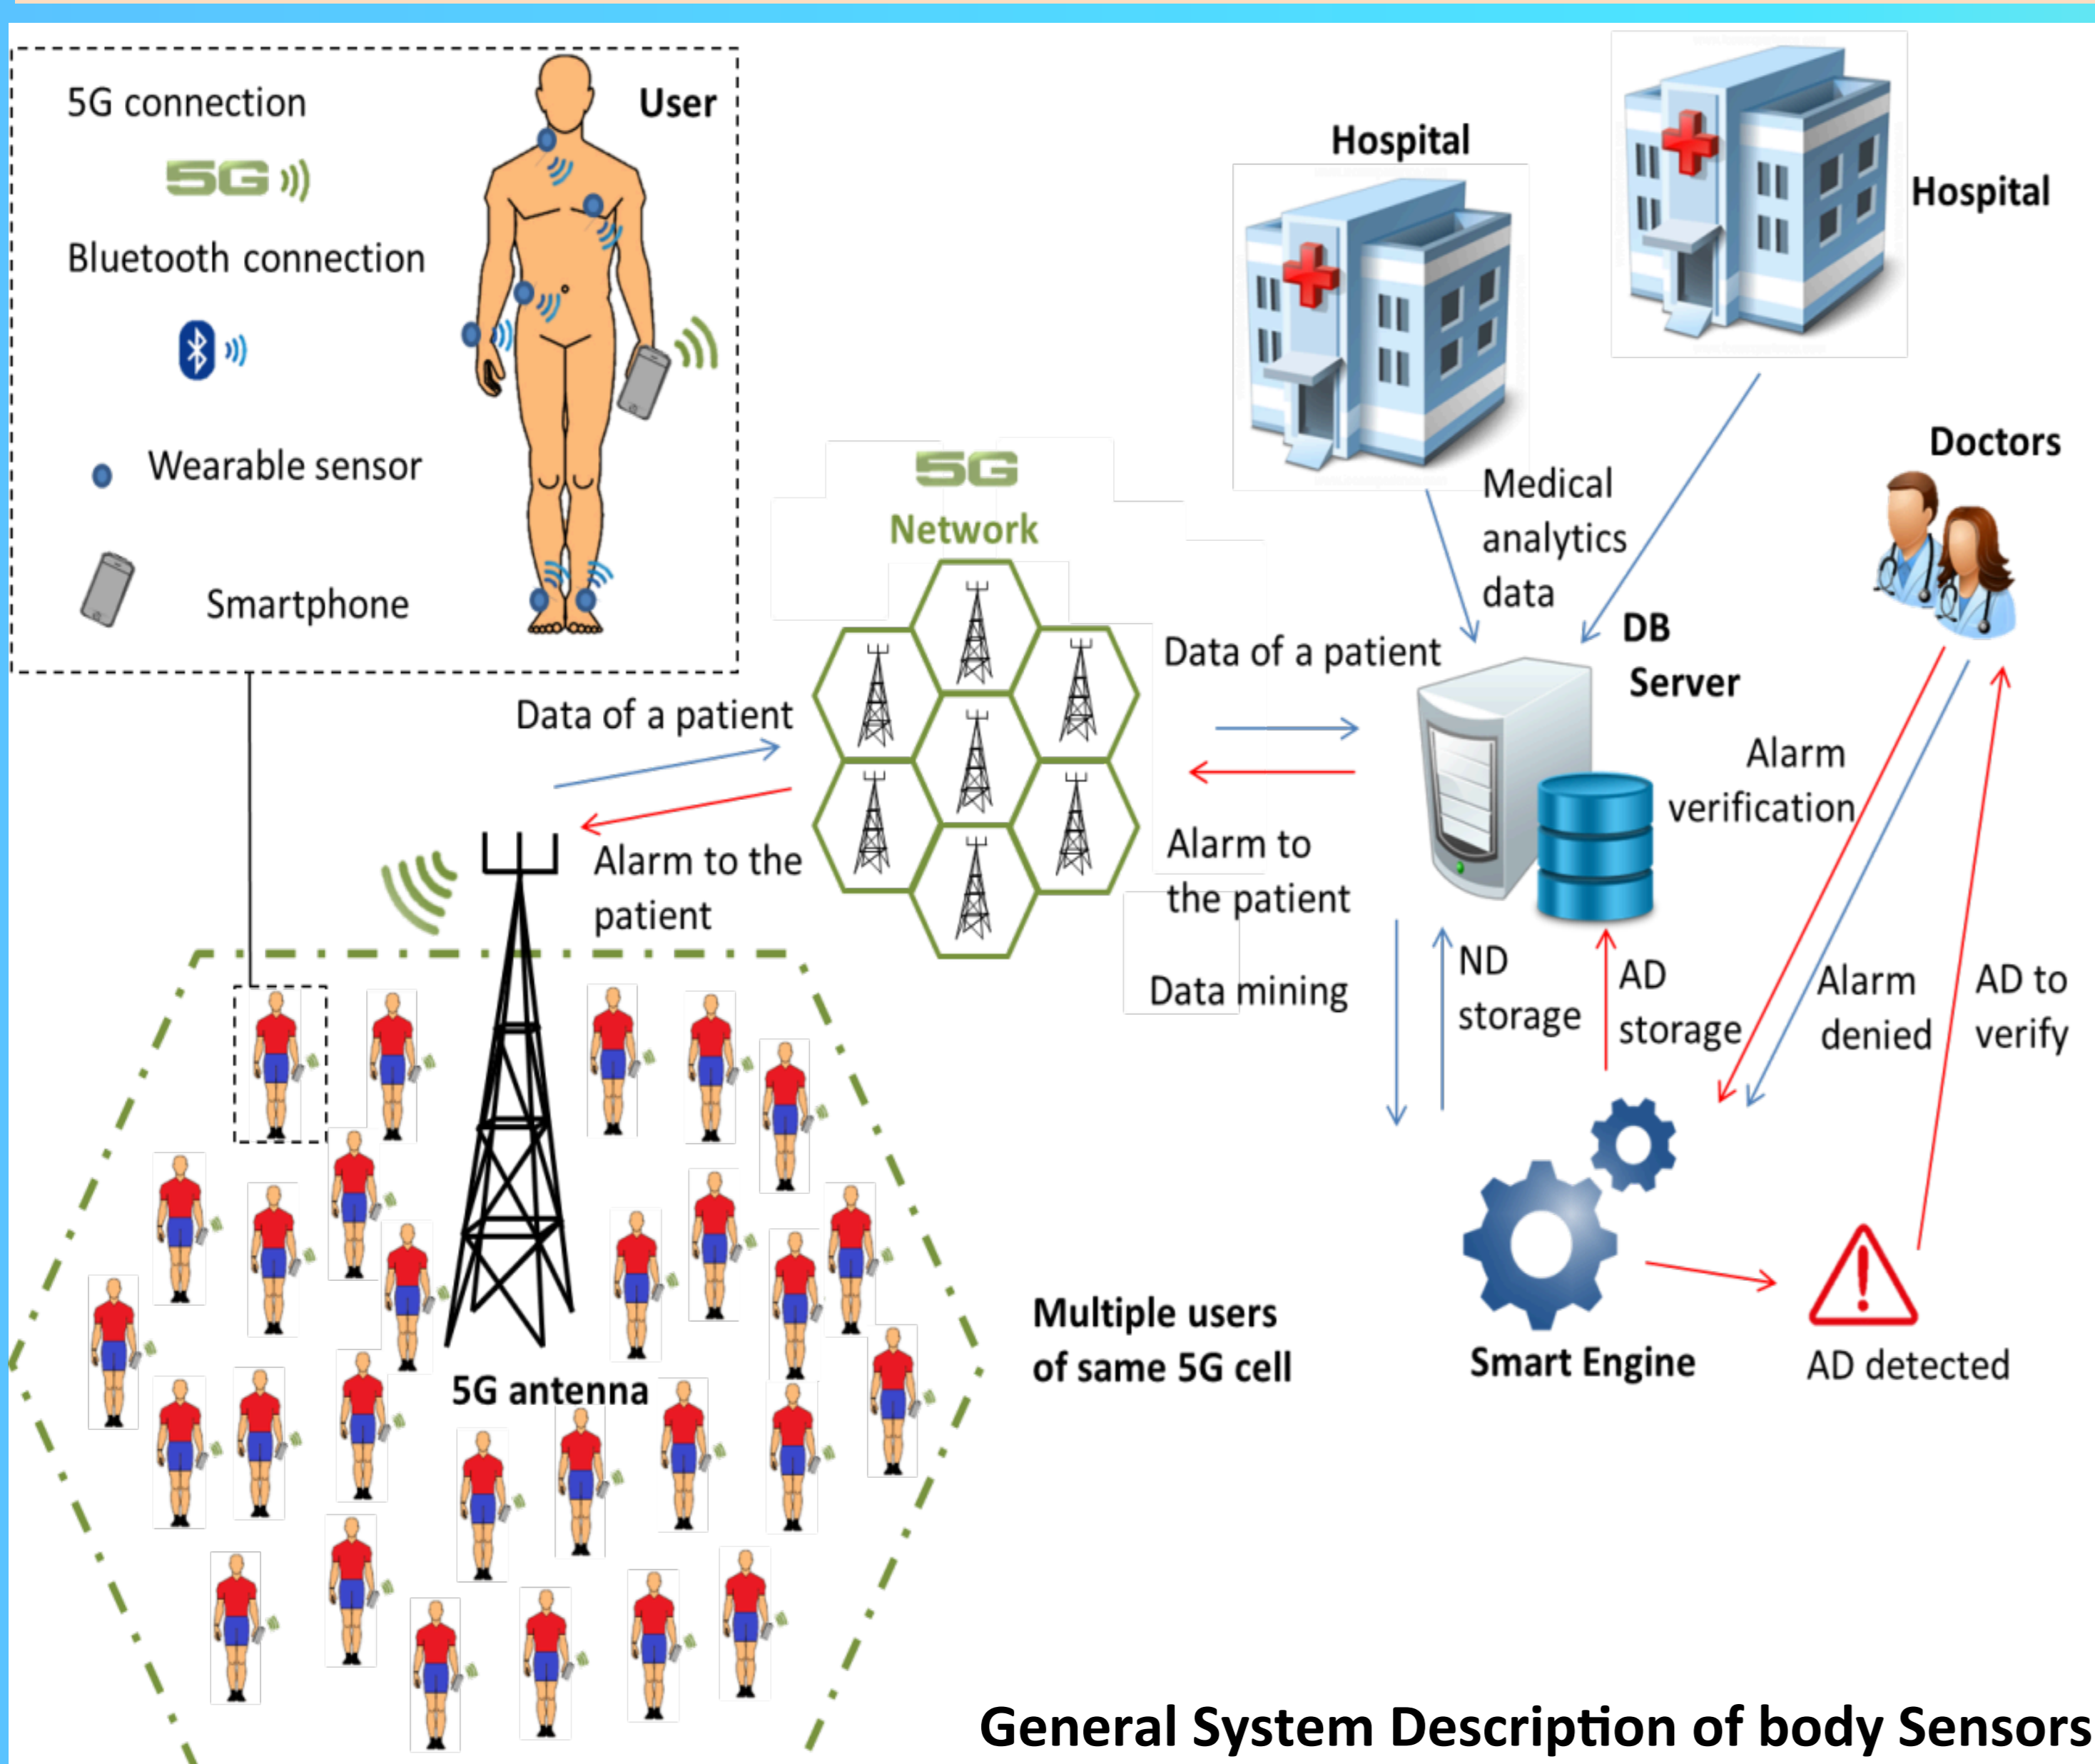 5G connection
User
5G
Bluetooth connection
Wearable sensor
Smartphone
Hospital
Hospital
Doctors
Medical
analytics
data
5G
Network
DB
Server
Data of a patient
Data of a patient
Alarm to the
patient
Alarm to
the patient
Alarm
verification
Data mining
ND
storage
AD
storage
Alarm
denied
AD to
verify
5G antenna
Multiple users
of same 5G cell
Smart Engine
AD detected
General System Description of body Sensors